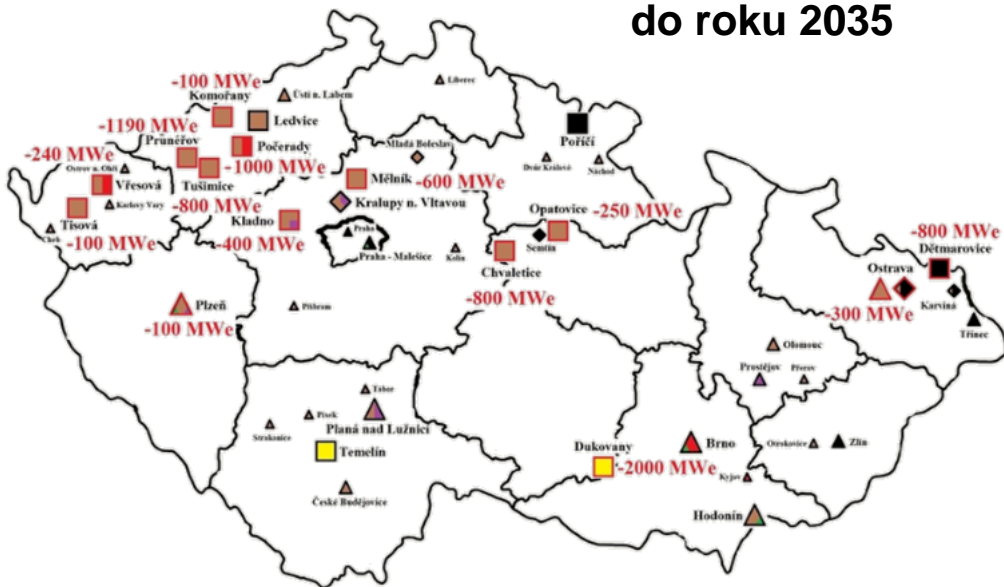 do roku 2035
-100 MWe
Komořany
Ústí n. Labem
Liberec
Ledvice
-1190 MWe
Prunéřov
Počerady
-1000 MWe
Tušimice
-800 MWe
-240 MWe
Ostrov n. Ohří
Vřesová
Karlovy Vary
Tisová
Cheb
-100 MWe
Mladá Boleslav
Mělník
-600 MWe
Kralupy n. Vltavou
Kladno
-400 MWe
Praha
Praha - Malešice
Kolín
Poříčí
Dvůr Králové
Náchod
Opatovice
-250 MWe
Semtín
Chvaletice
-800 MWe
-800 MWe
Dětmarovice
Ostrava
-300 MWe
Karviná
Třinec
Plzeň
-100 MWe
Příbram
Olomouc
Prostějov
Přerov
Tábor
Písek
Planá nad Lužnicí
Strakonice
Temelín
České Budějovice
Dukovany
-2000 MWe
Brno
Otrokovice
Zlín
Kyjov
Hodonín